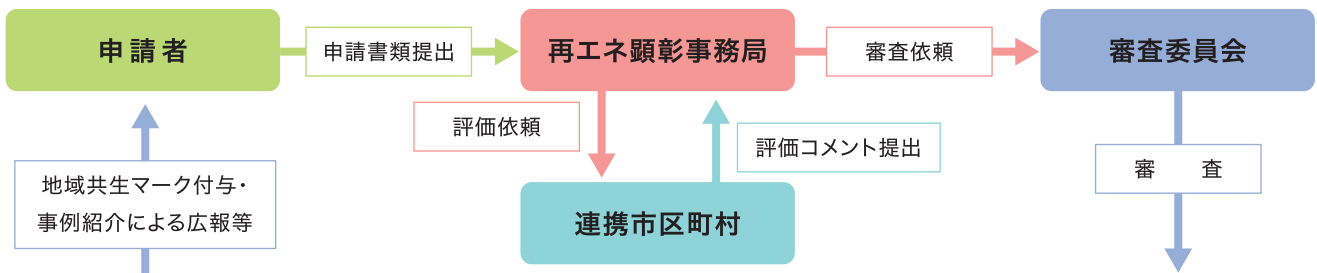 申請者
申請書類提出
再エネ顕彰事務局
審査依頼
審査委員会
評価依頼
評価コメント提出
地域共生マーク付与・
事例紹介による広報等
審　査
連携市区町村